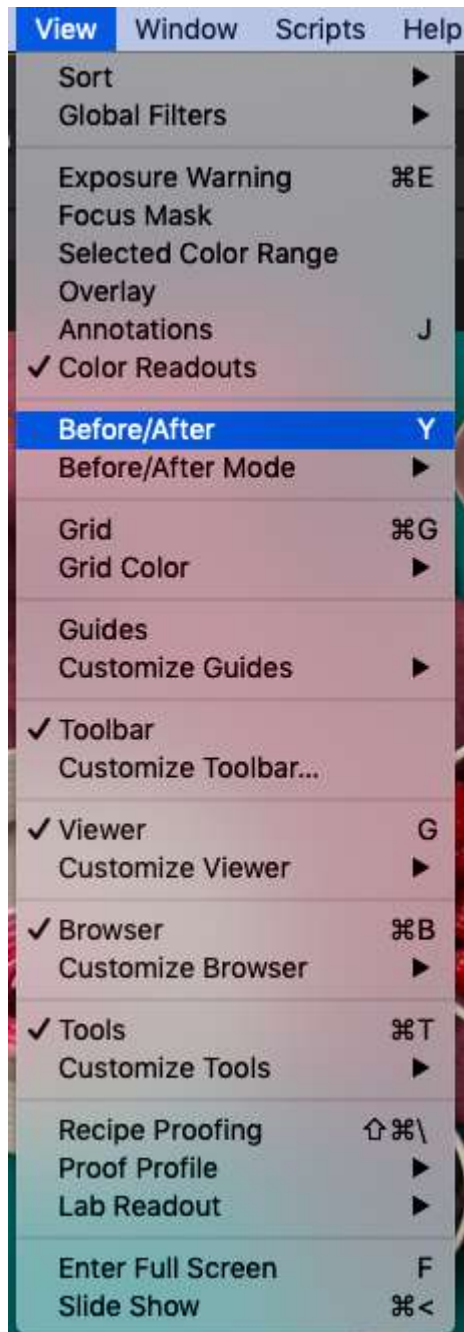 View Window Scripts Help
Sort ▶
Global Filters ▶
Exposure Warning ⌘E
Focus Mask
Selected Color Range
Overlay
Annotations J
✓ Color Readouts
Before/After Y
Before/After Mode ▶
Grid ⌘G
Grid Color ▶
Guides
Customize Guides ▶
✓ Toolbar
Customize Toolbar...
✓ Viewer G
Customize Viewer ▶
✓ Browser ⌘B
Customize Browser ▶
✓ Tools ⌘T
Customize Tools ▶
Recipe Proofing ⇧⌘\
Proof Profile ▶
Lab Readout ▶
Enter Full Screen F
Slide Show ⌘<